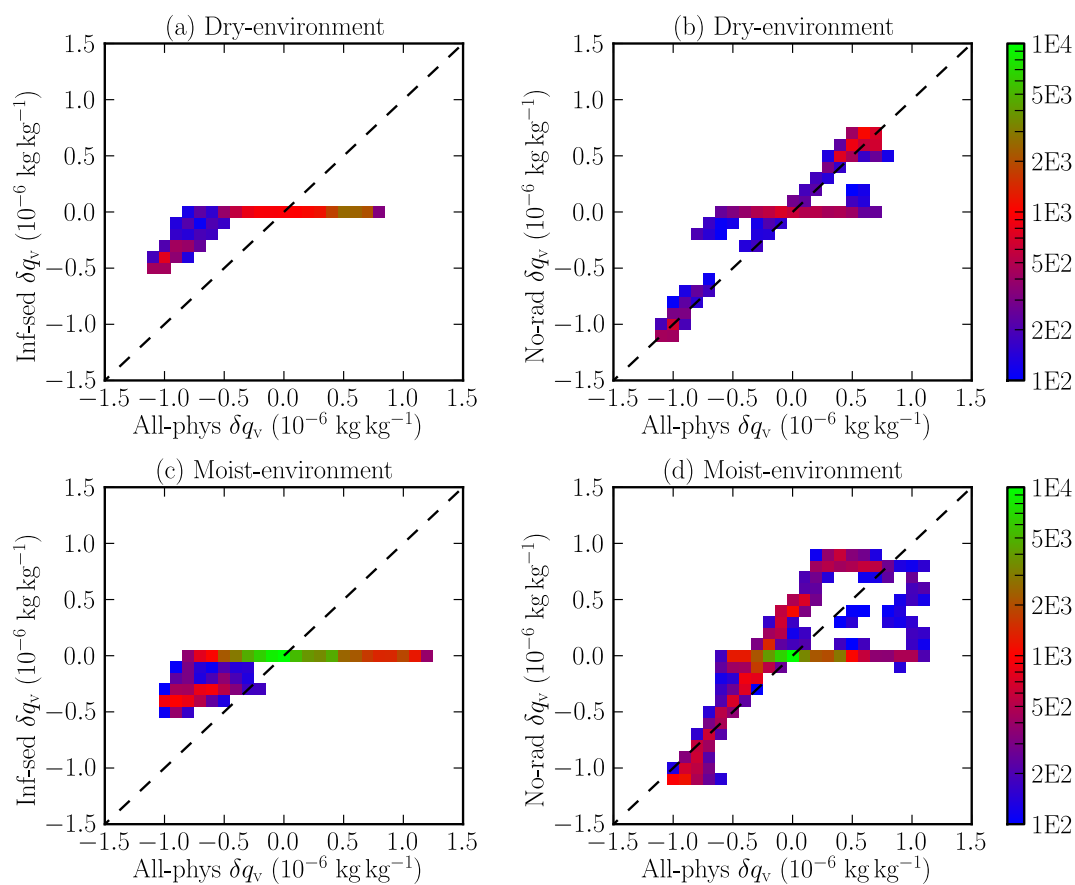 (a) Dry-environment
1.5
1.0
0.5
0.0
−0.5
−1.0
−1.5
Inf-sed δqᵥ (10⁻⁶ kg kg⁻¹)
−1.5 −1.0 −0.5 0.0 0.5 1.0 1.5
All-phys δqᵥ (10⁻⁶ kg kg⁻¹)
(b) Dry-environment
1.5
1.0
0.5
0.0
−0.5
−1.0
−1.5
No-rad δqᵥ (10⁻⁶ kg kg⁻¹)
−1.5 −1.0 −0.5 0.0 0.5 1.0 1.5
All-phys δqᵥ (10⁻⁶ kg kg⁻¹)
1E4
5E3
2E3
1E3
5E2
2E2
1E2
(c) Moist-environment
1.5
1.0
0.5
0.0
−0.5
−1.0
−1.5
Inf-sed δqᵥ (10⁻⁶ kg kg⁻¹)
−1.5 −1.0 −0.5 0.0 0.5 1.0 1.5
All-phys δqᵥ (10⁻⁶ kg kg⁻¹)
(d) Moist-environment
1.5
1.0
0.5
0.0
−0.5
−1.0
−1.5
No-rad δqᵥ (10⁻⁶ kg kg⁻¹)
−1.5 −1.0 −0.5 0.0 0.5 1.0 1.5
All-phys δqᵥ (10⁻⁶ kg kg⁻¹)
1E4
5E3
2E3
1E3
5E2
2E2
1E2